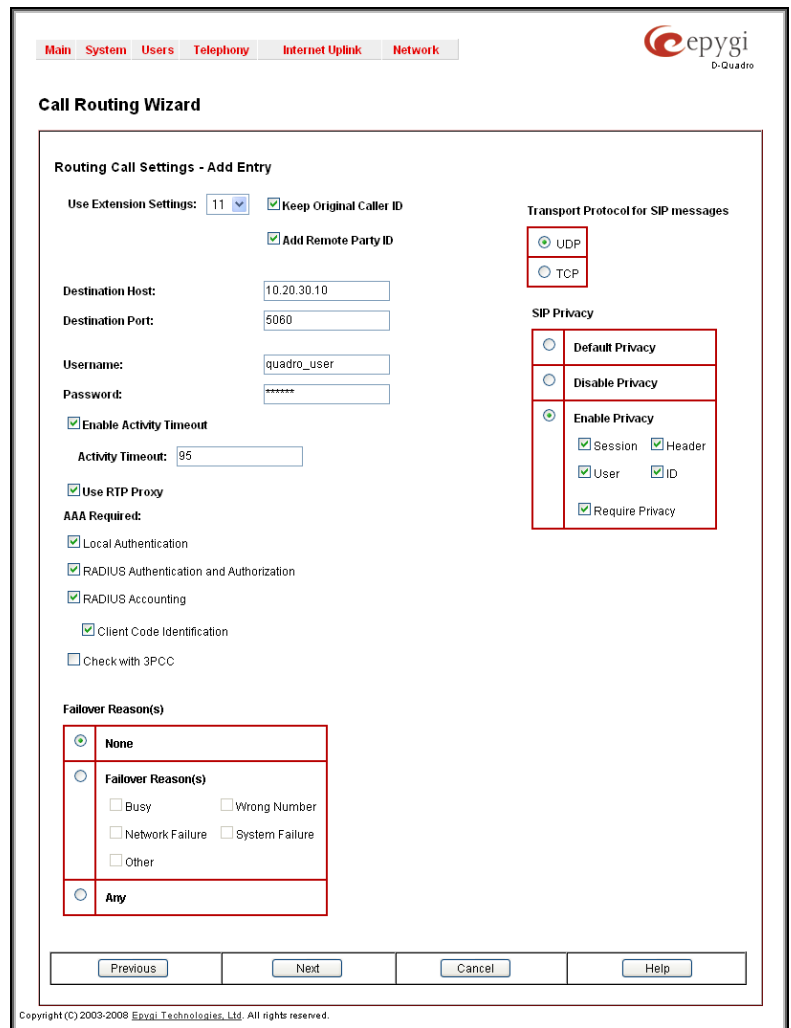 epygi
D-Quadro
Main System Users Telephony Internet Uplink Network
Call Routing Wizard
Routing Call Settings - Add Entry
Use Extension Settings: 11 Keep Original Caller ID
Add Remote Party ID
Transport Protocol for SIP messages
UDP
TCP
Destination Host: 10.20.30.10
Destination Port: 5060
SIP Privacy
Default Privacy
Disable Privacy
Enable Privacy
Session Header
User ID
Require Privacy
Username: quadro_user
Password: ******
Enable Activity Timeout
Activity Timeout: 95
Use RTP Proxy
AAA Required:
Local Authentication
RADIUS Authentication and Authorization
RADIUS Accounting
Client Code Identification
Check with 3PCC
Failover Reason(s)
None
Failover Reason(s)
Busy Wrong Number
Network Failure System Failure
Other
Any
Previous Next Cancel Help
Copyright (C) 2003-2008 Epygi Technologies, Ltd. All rights reserved.